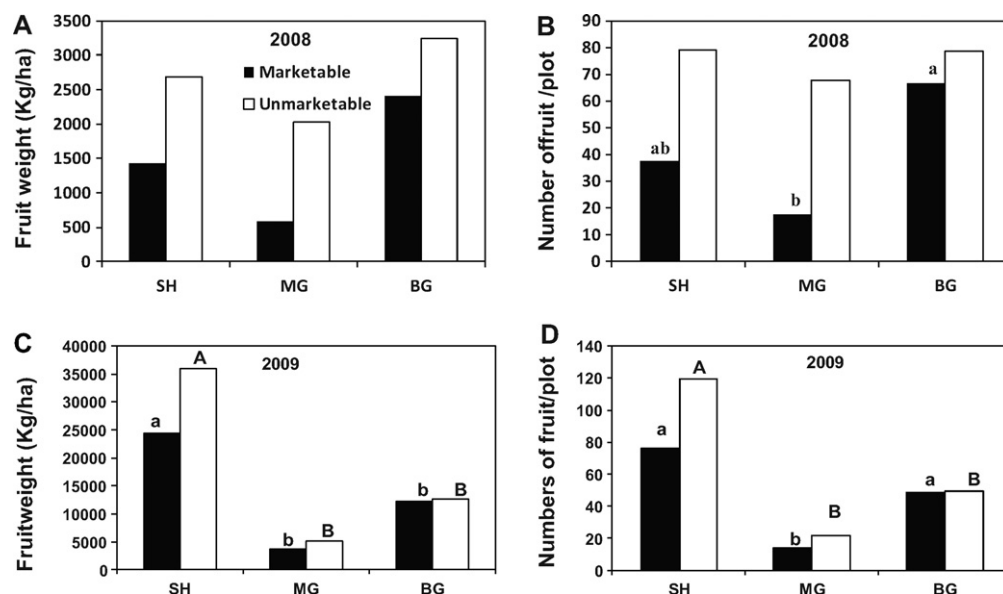 A
Fruit weight (Kg/ha)
3500
3000
2500
2000
1500
1000
500
0
2008
Marketable
Unmarketable
SH MG BG
B
Number offruit /plot
90
80
70
60
50
40
30
20
10
0
2008
ab
b
a
SH MG BG
C
Fruitweight (Kg/ha)
40000
35000
30000
25000
20000
15000
10000
5000
0
2009
a A
b B
b B
SH MG BG
D
Numbers of fruit/plot
140
120
100
80
60
40
20
0
2009
a A
b B
a B
SH MG BG